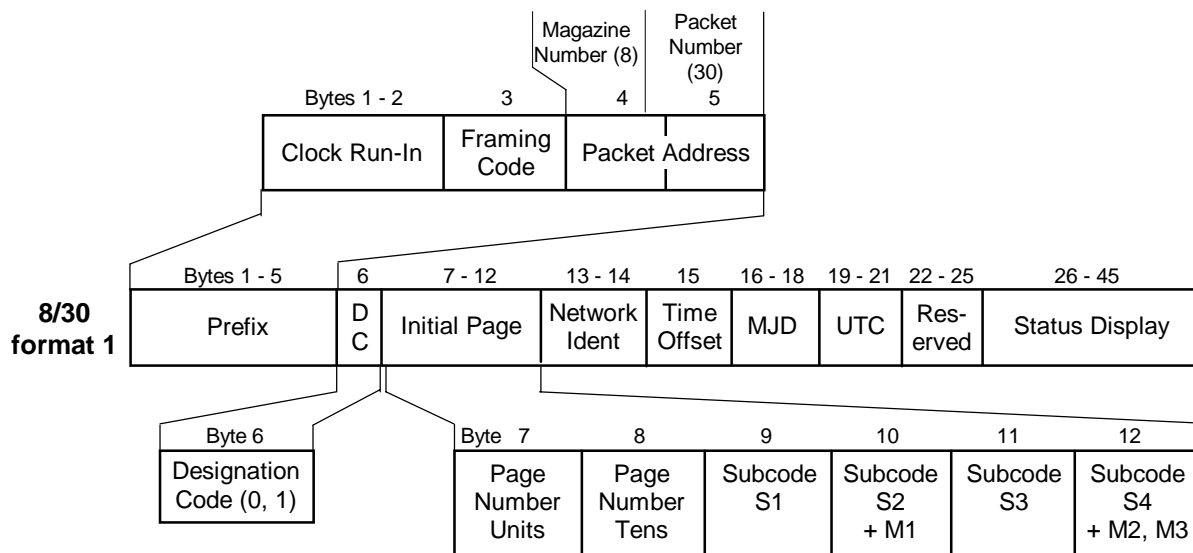 Magazine
Number (8)
Packet
Number
(30)
Bytes 1 - 2 3 4 5
Clock Run-In
Framing
Code
Packet Address
Bytes 1 - 5 6 7 - 12 13 - 14 15 16 - 18 19 - 21 22 - 25 26 - 45
8/30
format 1
Prefix
D
C
Initial Page
Network
Ident
Time
Offset
MJD
UTC
Res-
erved
Status Display
Byte 6
Designation
Code (0, 1)
Byte 7 8 9 10 11 12
Page
Number
Units
Page
Number
Tens
Subcode
S1
Subcode
S2
+ M1
Subcode
S3
Subcode
S4
+ M2, M3